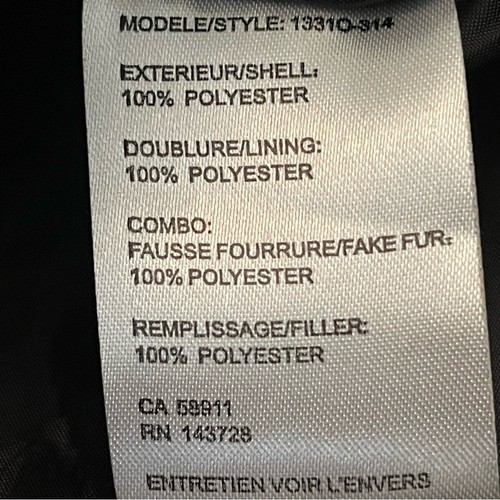 MODELE/STYLE: 1331O-314
EXTERIEUR/SHELL:
100% POLYESTER
DOUBLURE/LINING:
100% POLYESTER
COMBO:
FAUSSE FOURRURE/FAKE FUR:
100% POLYESTER
REMPLISSAGE/FILLER:
100% POLYESTER
CA 58911
RN 143728
ENTRETIEN VOIR L'ENVERS